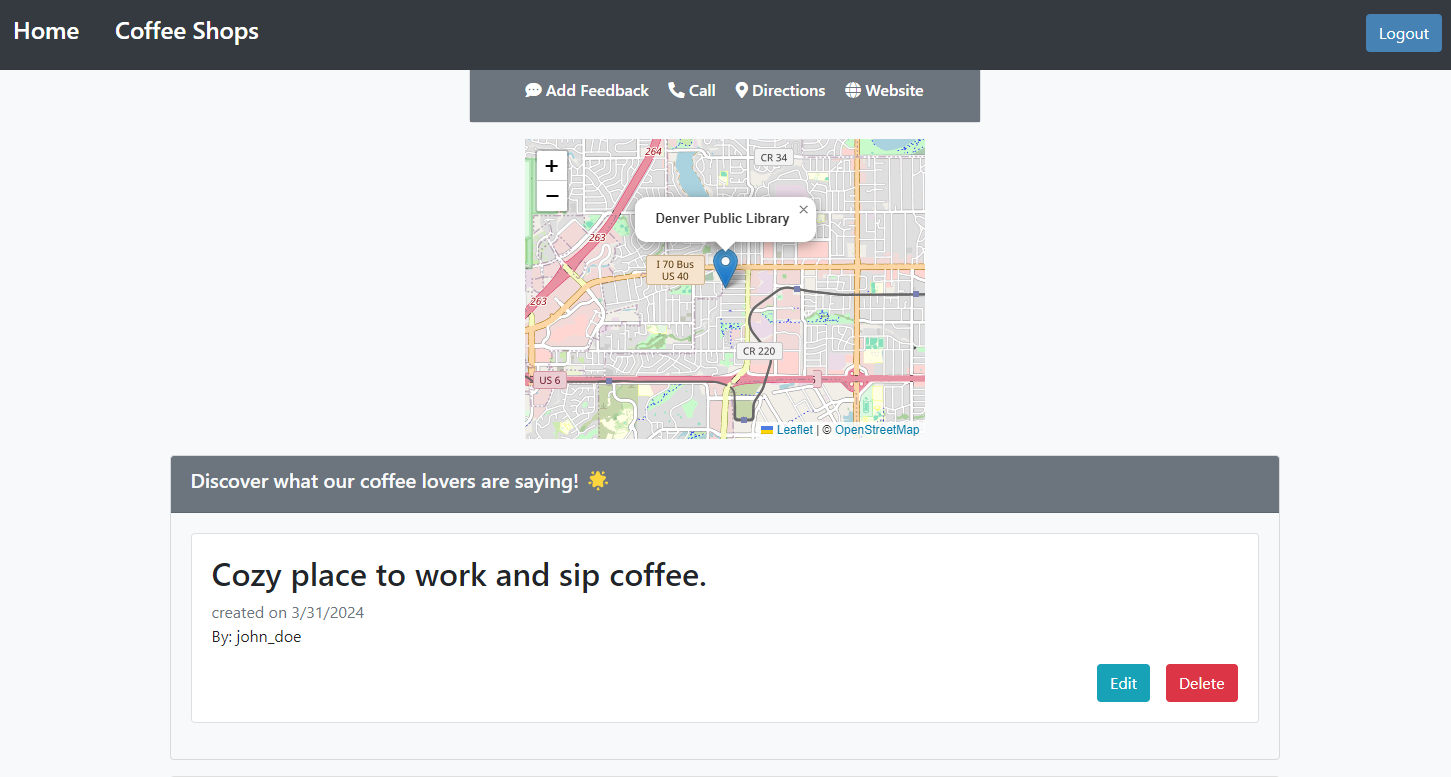 Home Coffee Shops Logout
Add Feedback Call Directions Website
264
CR 34
+
−
Denver Public Library ×
263
I 70 Bus
US 40
263
CR 220
US 6
6
Leaflet | © OpenStreetMap
Discover what our coffee lovers are saying! 🌟
Cozy place to work and sip coffee.
created on 3/31/2024
By: john_doe
Edit Delete